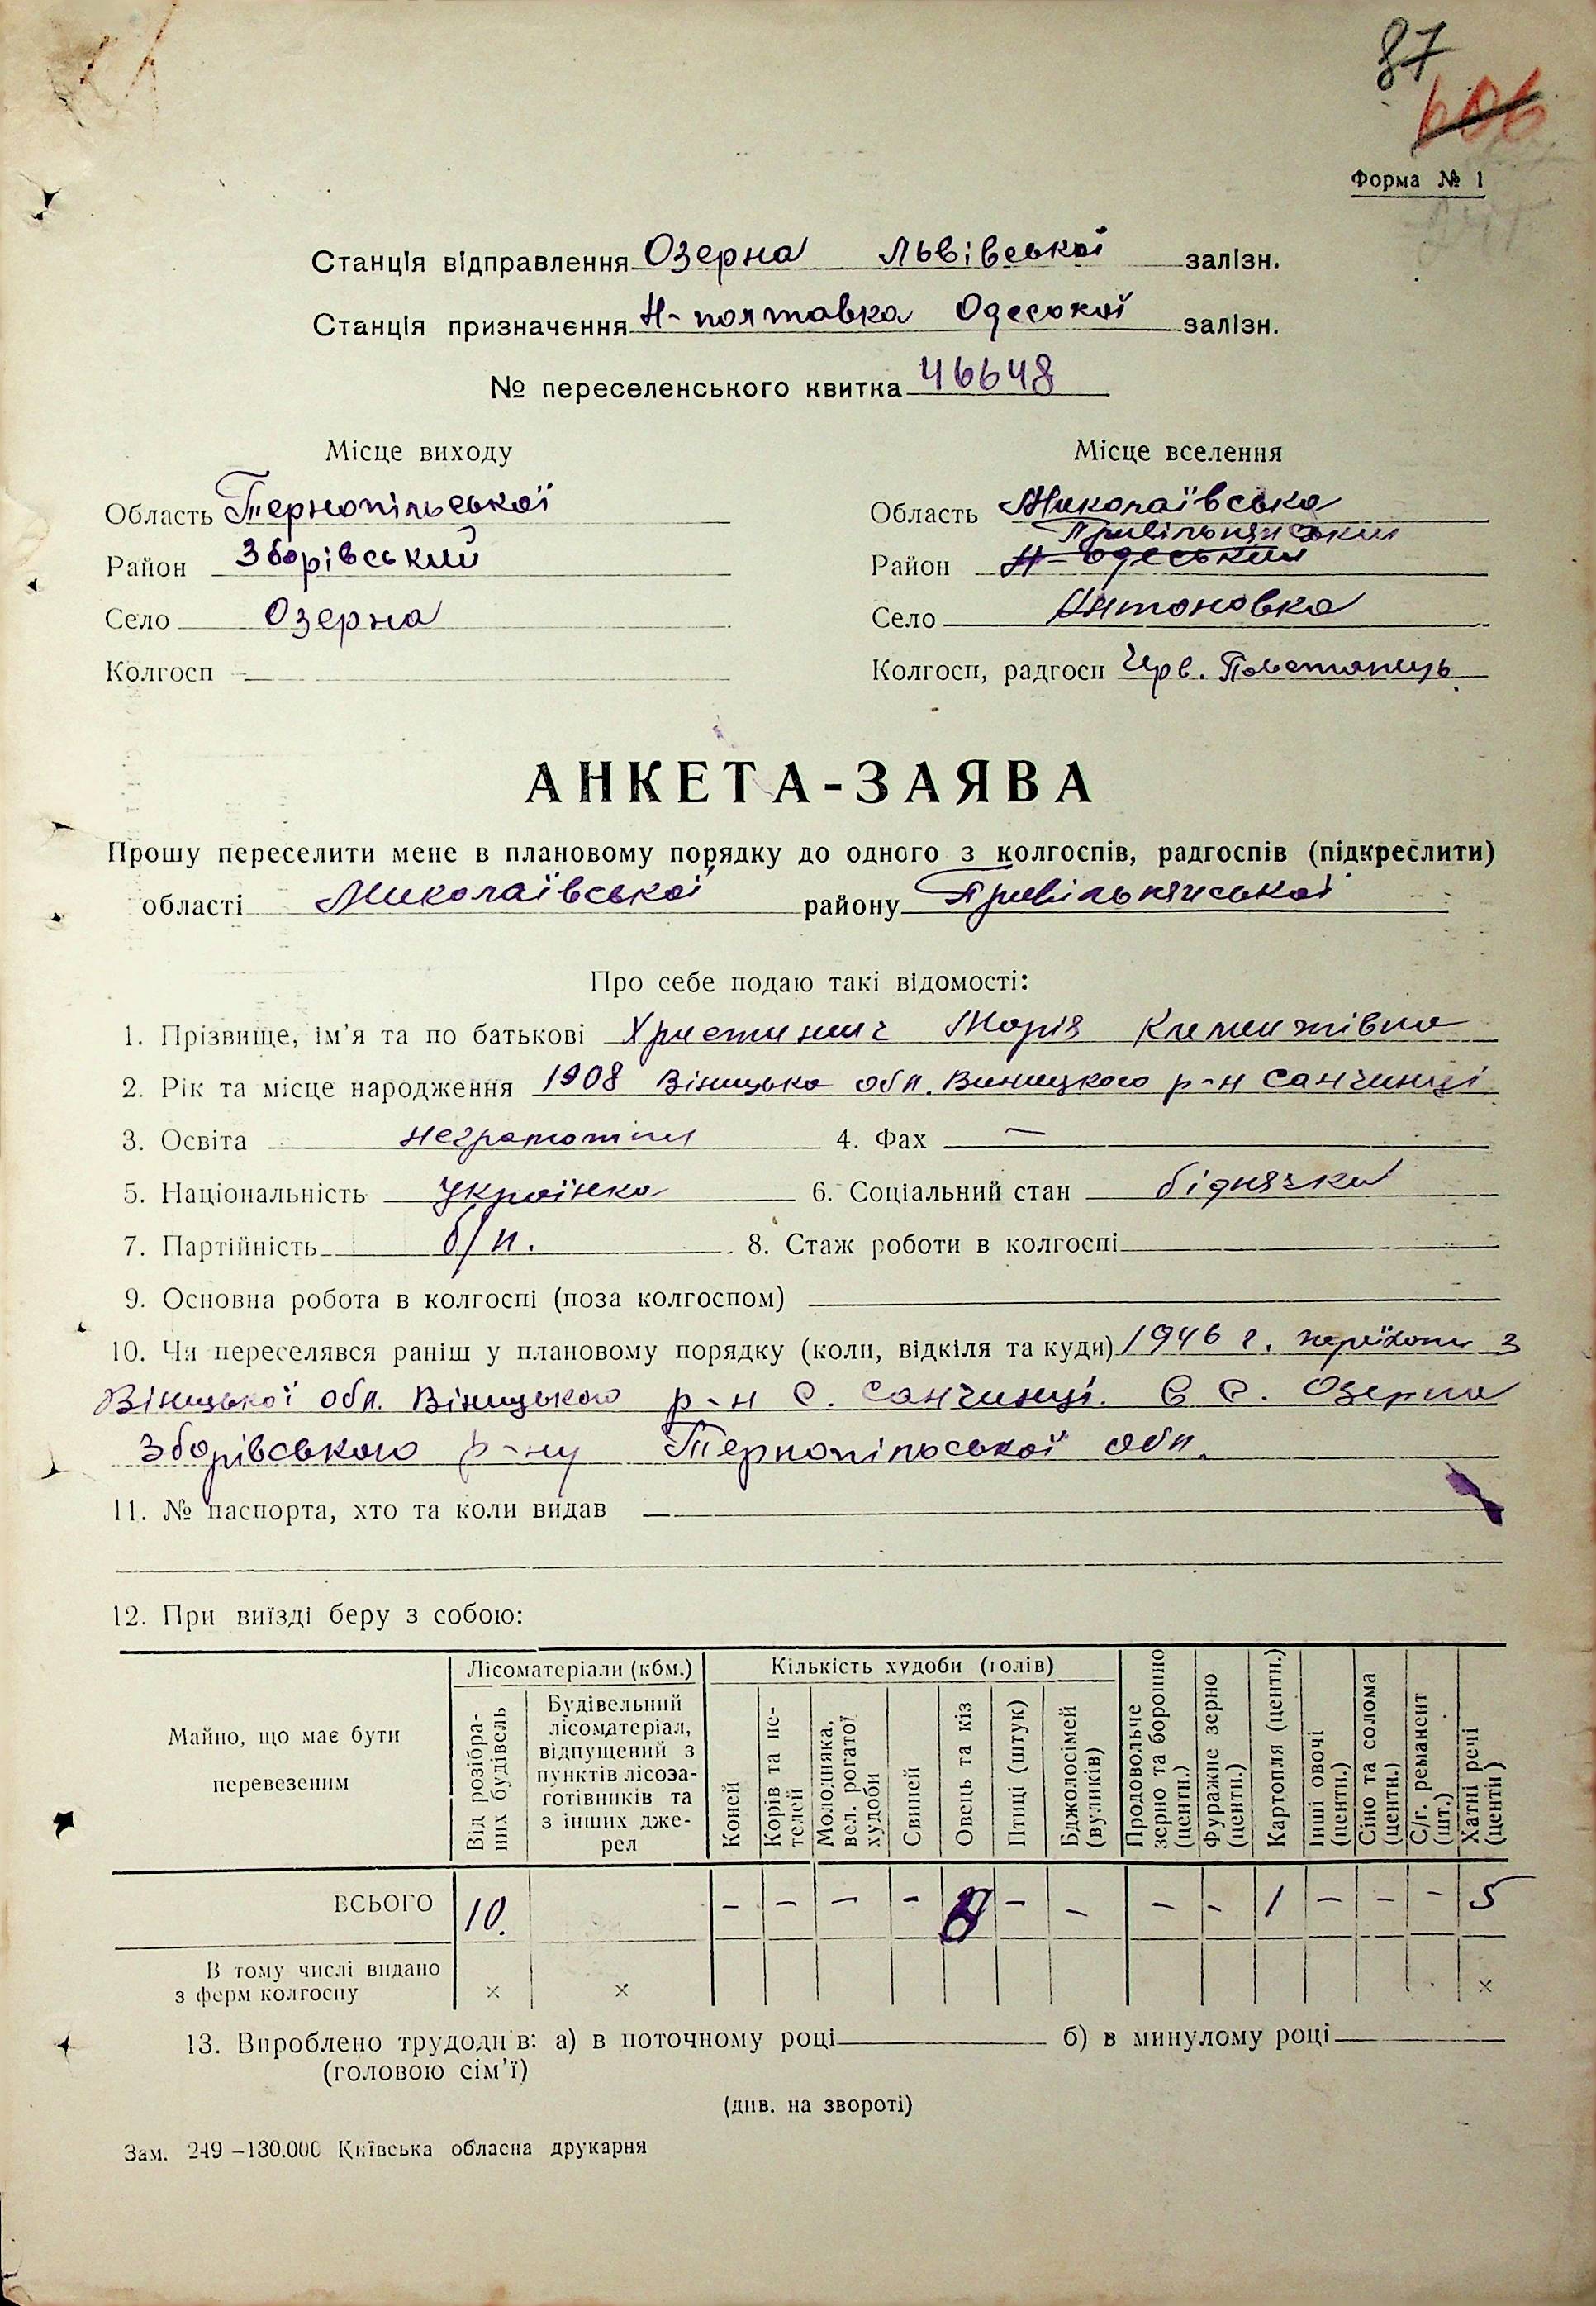 87
606
Форма № 1
Станція відправлення Озерна Львівської залізн.
Станція призначення Н-полтавка Одеської залізн.
№ переселенського квитка 46648
Місце виходу
Місце вселення
Область Тернопільської
Область Миколаївська
Привільнянский
Район Зборівський
Район Н-Одеський
Село Озерна
Село Антоновка
Колгосп —
Колгосп, радгосп Черв. Повстанець
АНКЕТА-ЗАЯВА
Прошу переселити мене в плановому порядку до одного з колгоспів, радгоспів (підкреслити)
області Миколаївської району Привільнянської
Про себе подаю такі відомості:
1. Прізвище, ім'я та по батькові Христинич Марія Климентівна
2. Рік та місце народження 1908 Віницька обл. Виницкого р-н Санчинці
3. Освіта неграмотний 4. Фах —
5. Національність Українка 6. Соціальний стан біднячка
7. Партійність б/п. 8. Стаж роботи в колгоспі
9. Основна робота в колгоспі (поза колгоспом)
10. Чи переселявся раніш у плановому порядку (коли, відкіля та куди) 1946 г. переїхали з
Віницької обл. Віницького р-н с. Санчинці. в с. Озерна
Зборівського р-ну Тернопільської обл.
11. № паспорта, хто та коли видав —
12. При виїзді беру з собою:
Майно, що має бути перевезеним
Лісоматеріали (кбм.)
Кількість худоби (голів)
Від розібраних будівель
Будівельний лісоматеріал, відпущений з пунктів лісозаготівників та з інших джерел
Коней
Корів та нетелей
Молодняка, вел. рогатої худоби
Свиней
Овець та кіз
Птиці (штук)
Бджолосімей (вуликів)
Продовольче зерно та борошно (центн.)
Фуражне зерно (центн.)
Картопля (центн.)
Інші овочі (центн.)
Сіно та солома (центн.)
С/г. реманент (шт.)
Хатні речі (центн)
ВСЬОГО 10. – – – – – – – – 1 – – – 5
В тому числі видано
з ферм колгоспу × × ×
13. Вироблено трудоднів: а) в поточному році б) в минулому році
(головою сім'ї)
(див. на звороті)
Зам. 249 –130.000 Київська обласна друкарня